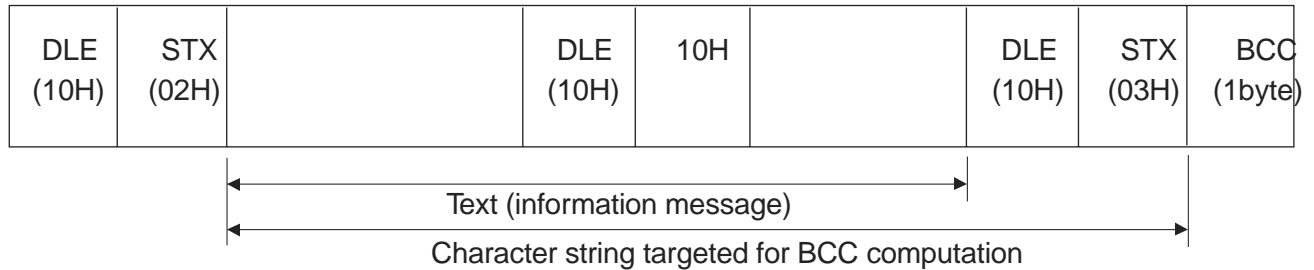 DLE STX DLE 10H DLE STX BCC
(10H) (02H) (10H) (10H) (03H) (1byte)
Text (information message)
Character string targeted for BCC computation